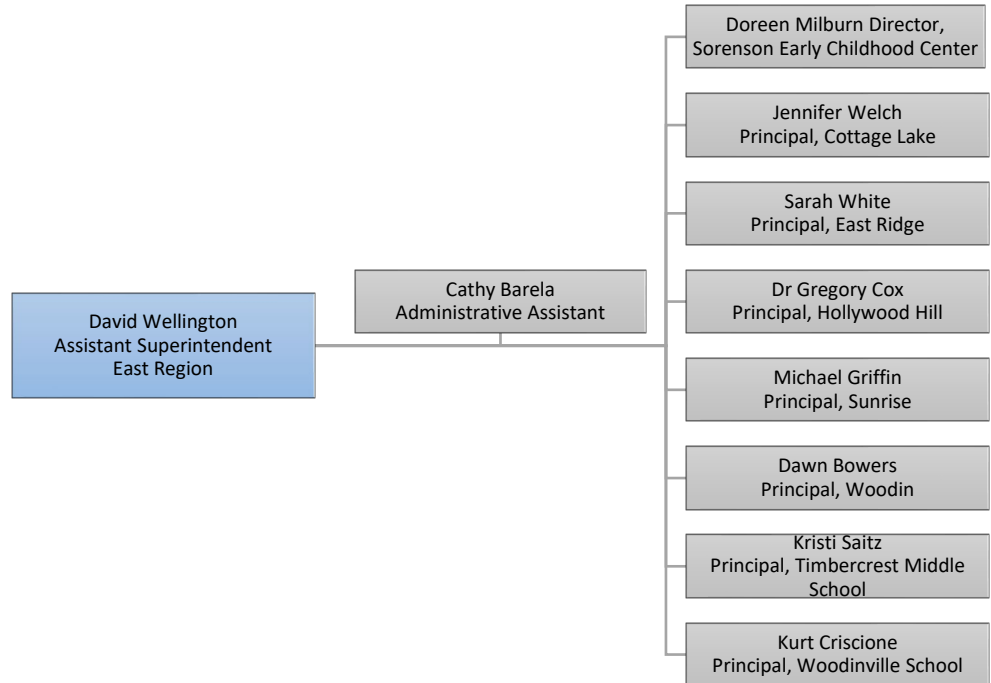 David Wellington
Assistant Superintendent
East Region
Cathy Barela
Administrative Assistant
Doreen Milburn Director,
Sorenson Early Childhood Center
Jennifer Welch
Principal, Cottage Lake
Sarah White
Principal, East Ridge
Dr Gregory Cox
Principal, Hollywood Hill
Michael Griffin
Principal, Sunrise
Dawn Bowers
Principal, Woodin
Kristi Saitz
Principal, Timbercrest Middle
School
Kurt Criscione
Principal, Woodinville School